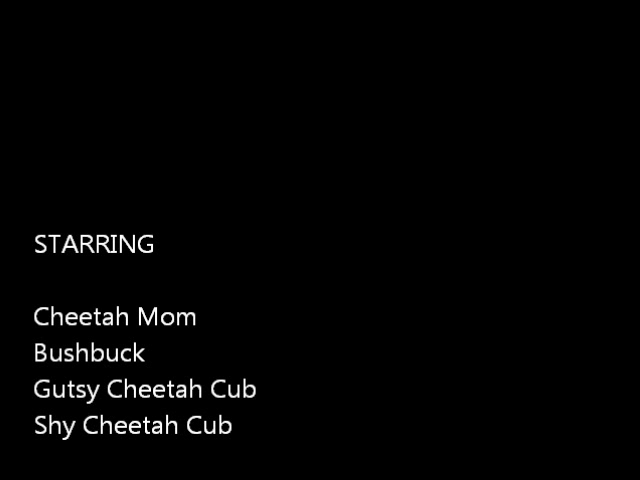 STARRING
Cheetah Mom
Bushbuck
Gutsy Cheetah Cub
Shy Cheetah Cub